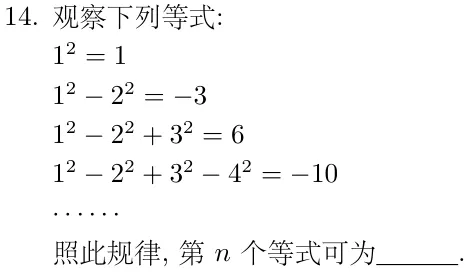 14. 观察下列等式:
1² = 1
1² − 2² = −3
1² − 2² + 3² = 6
1² − 2² + 3² − 4² = −10
······
照此规律, 第 n 个等式可为______.